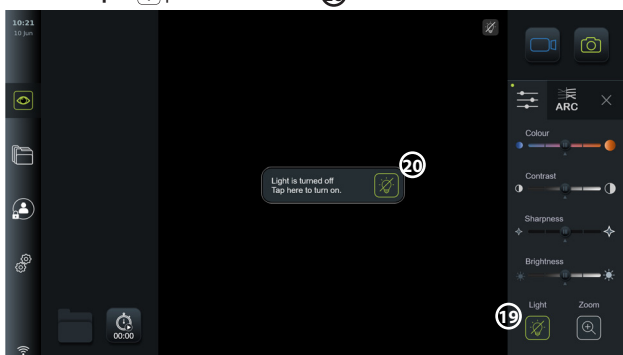 10:21
10 Jun
ARC
Colour
Contrast
Light is turned off
Tap here to turn on.
20
Sharpness
Brightness
19
Light
Zoom
00:00